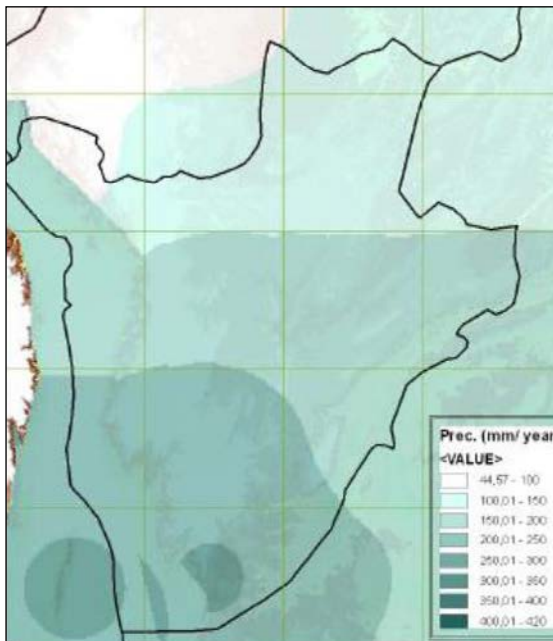 Prec. (mm/ year
<VALUE>
44,57 - 100
100,01 - 150
150,01 - 200
200,01 - 250
250,01 - 300
300,01 - 350
350,01 - 400
400,01 - 420